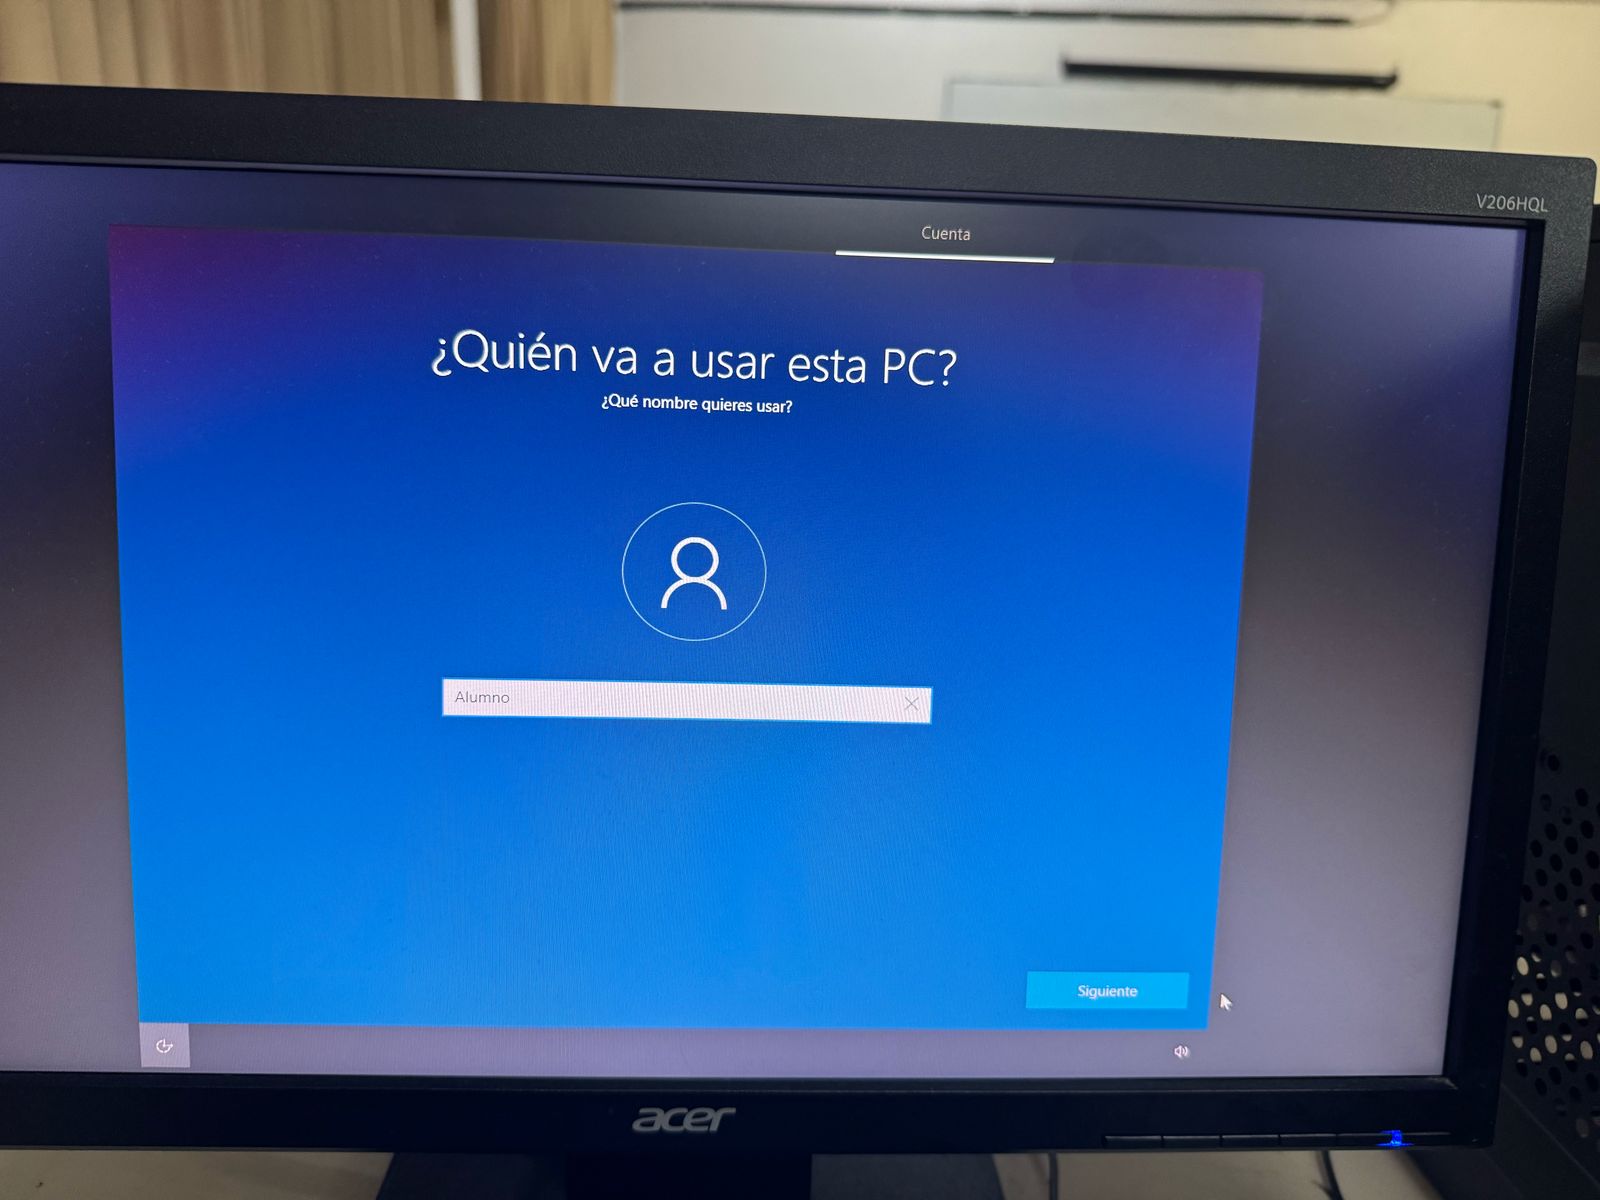 V206HQL
Cuenta
¿Quién va a usar esta PC?
¿Qué nombre quieres usar?
Alumno
Siguiente
acer